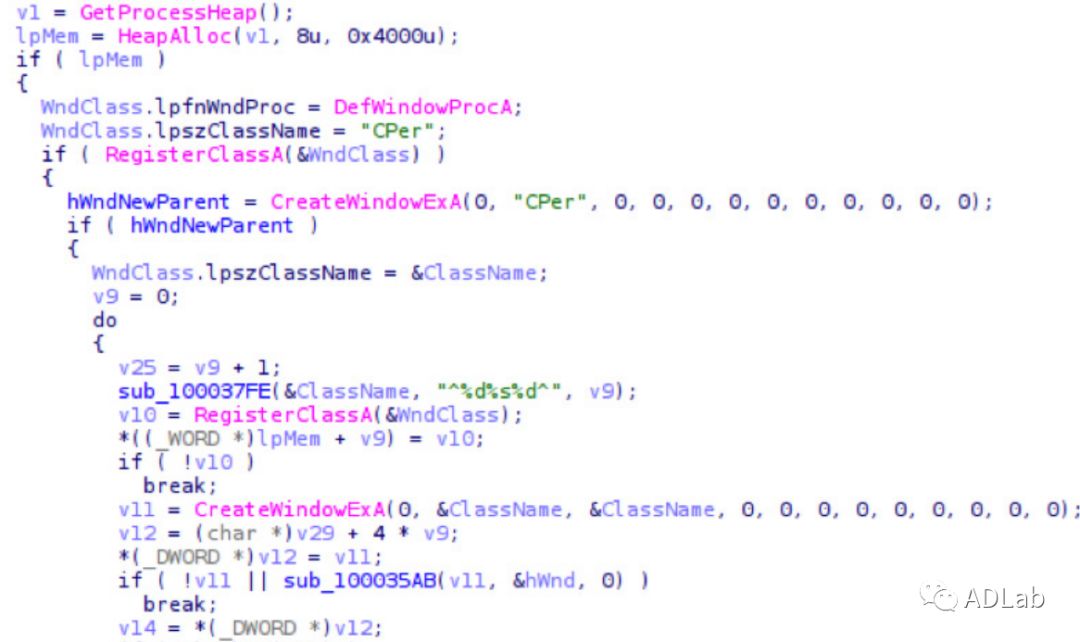 v1 = GetProcessHeap();
lpMem = HeapAlloc(v1, 8u, 0x4000u);
if ( lpMem )
{
WndClass.lpfnWndProc = DefWindowProcA;
WndClass.lpszClassName = "CPer";
if ( RegisterClassA(&WndClass) )
{
hWndNewParent = CreateWindowExA(0, "CPer", 0, 0, 0, 0, 0, 0, 0, 0, 0, 0);
if ( hWndNewParent )
{
WndClass.lpszClassName = &ClassName;
v9 = 0;
do
{
v25 = v9 + 1;
sub_100037FE(&ClassName, "^%d%s%d^", v9);
v10 = RegisterClassA(&WndClass);
*((_WORD *)lpMem + v9) = v10;
if ( !v10 )
break;
v11 = CreateWindowExA(0, &ClassName, &ClassName, 0, 0, 0, 0, 0, 0, 0, 0, 0);
v12 = (char *)v29 + 4 * v9;
*(_DWORD *)v12 = v11;
if ( !v11 || sub_100035AB(v11, &hWnd, 0) )
break;
v14 = *(_DWORD *)v12;
ADLab